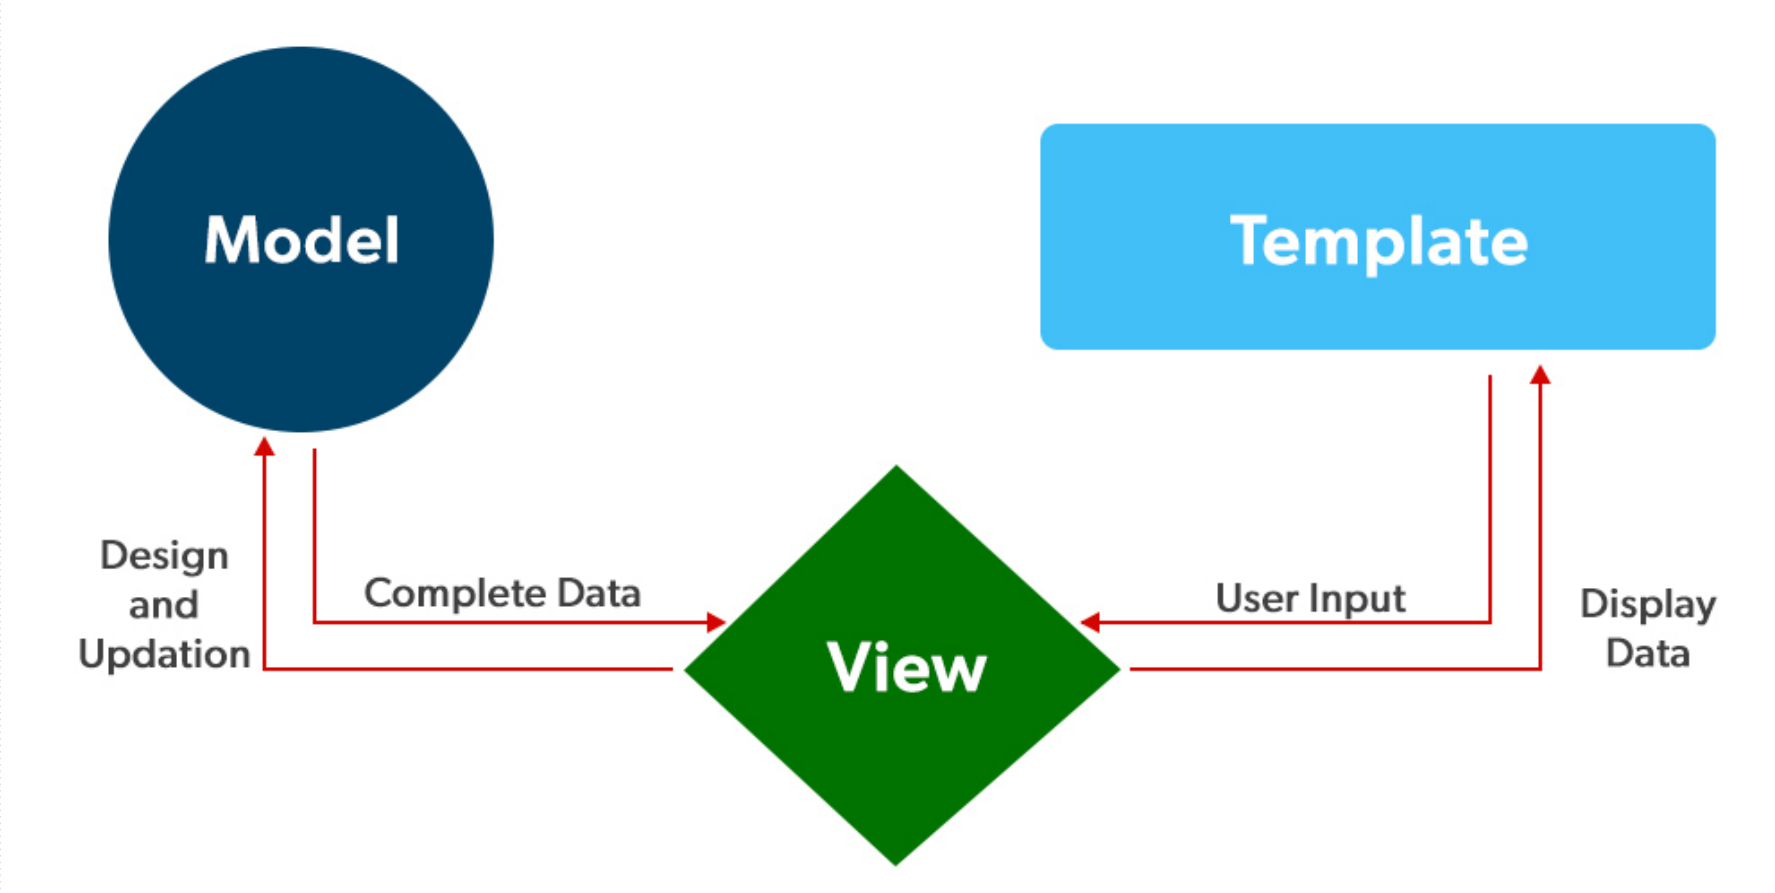 Model
Template
Design
and
Updation
Complete Data
View
User Input
Display
Data